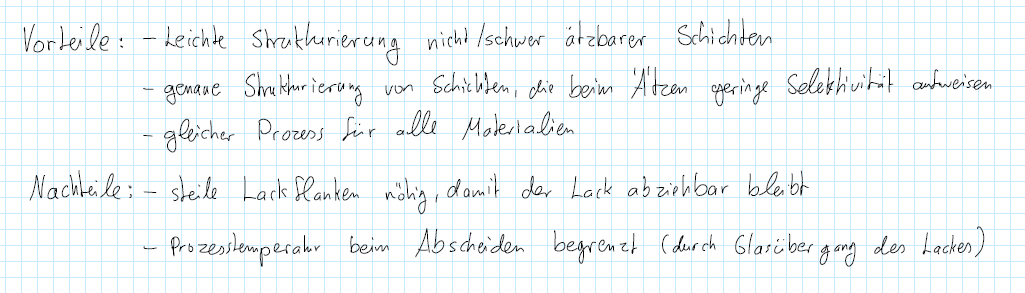 Vorteile: - Leichte Strukturierung nicht/schwer ätzbarer Schichten
- genaue Strukturierung von Schichten, die beim Ätzen geringe Selektivität aufweisen
- gleicher Prozess für alle Materialien
Nachteile: - steile Lackflanken nötig, damit der Lack abziehbar bleibt
- Prozesstemperatur beim Abscheiden begrenzt (durch Glasübergang des Lackes)